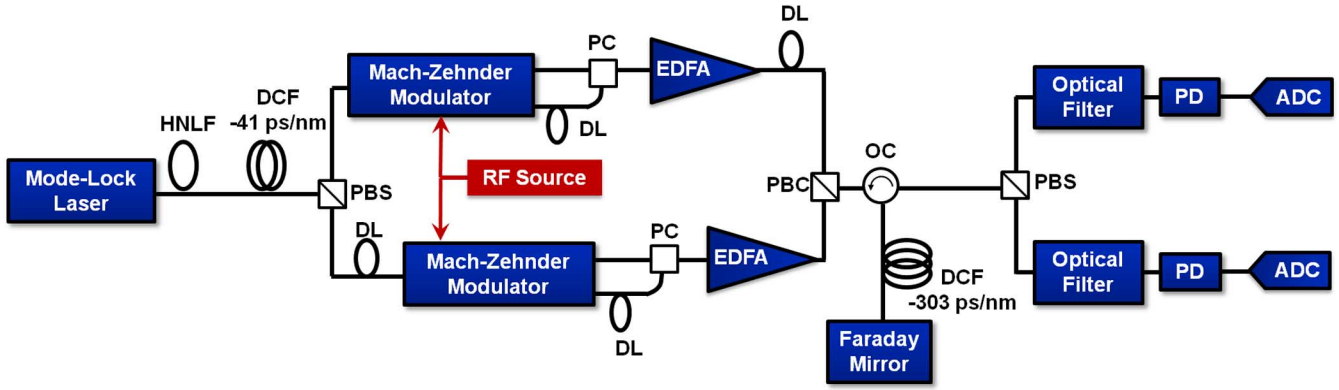 Mode-Lock
Laser
HNLF
DCF
-41 ps/nm
PBS
DL
Mach-Zehnder
Modulator
DL
PC
EDFA
DL
RF Source
Mach-Zehnder
Modulator
DL
PC
EDFA
PBC
OC
DCF
-303 ps/nm
Faraday
Mirror
PBS
Optical
Filter
PD
ADC
Optical
Filter
PD
ADC